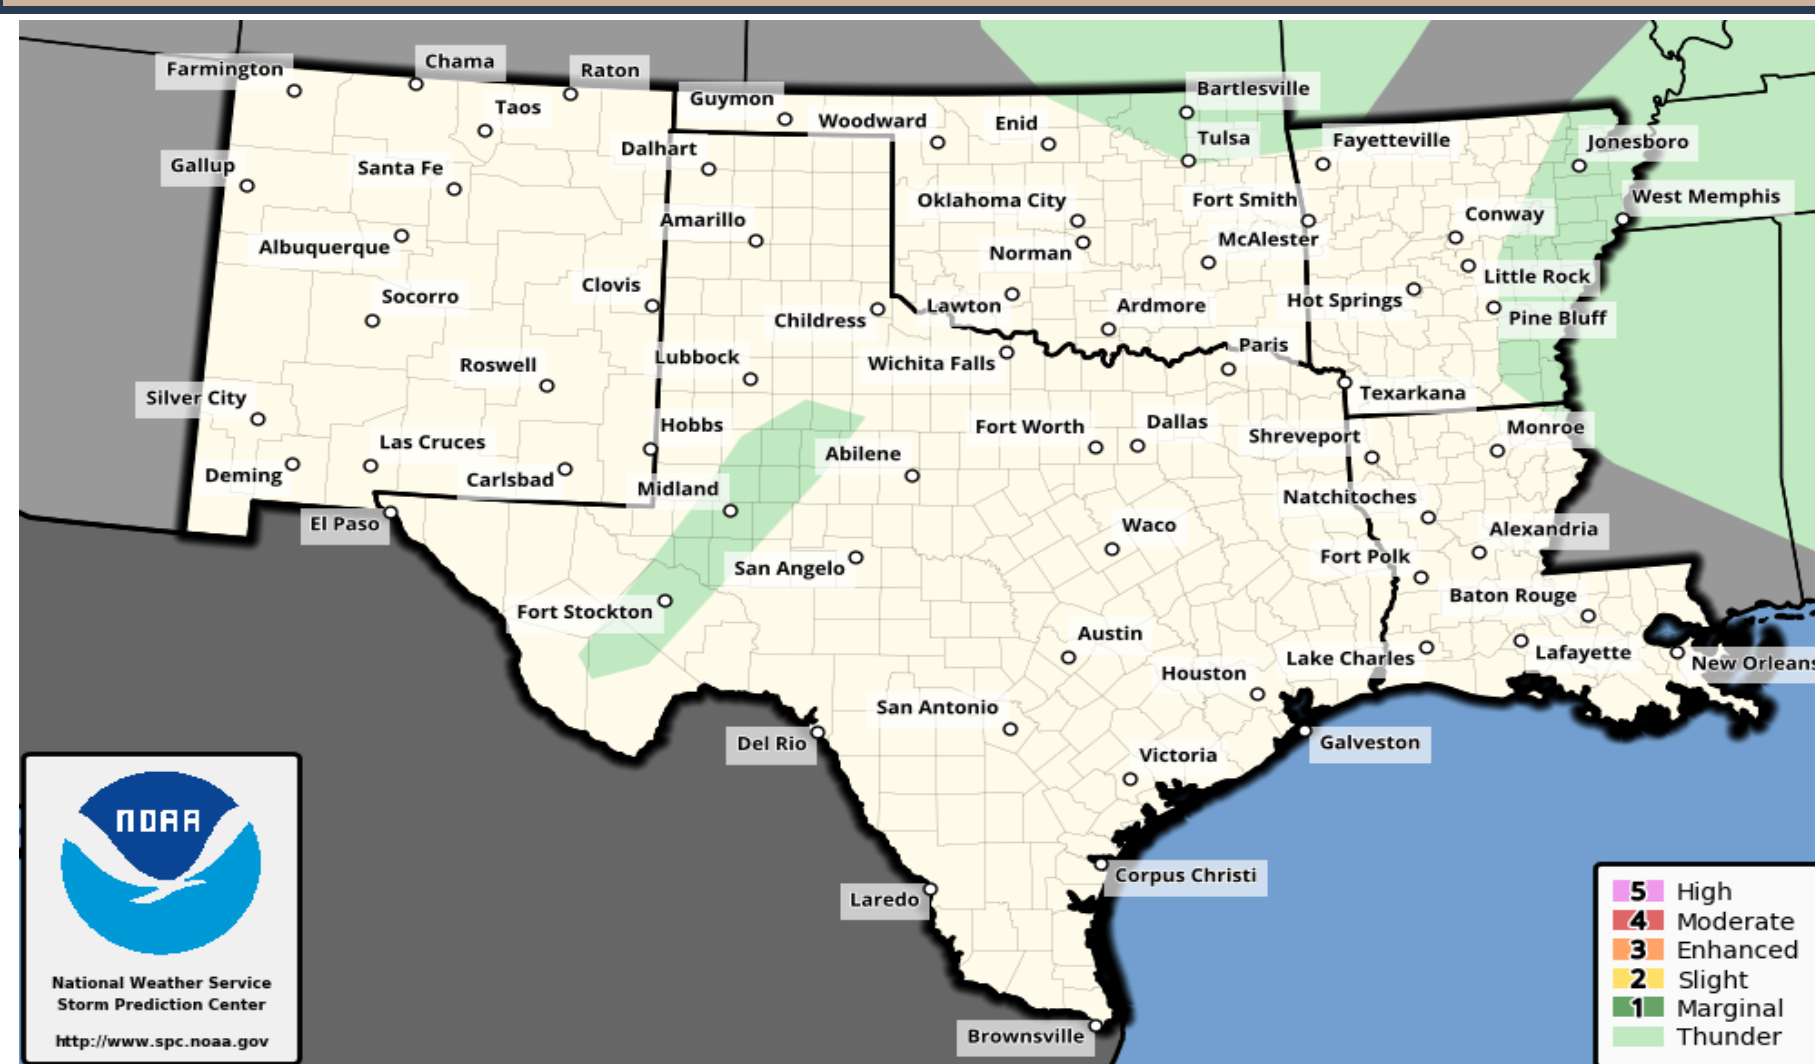 Farmington
Chama
Raton
Taos
Guymon
Woodward
Enid
Bartlesville
Tulsa
Fayetteville
Jonesboro
Gallup
Santa Fe
Dalhart
Amarillo
Oklahoma City
Fort Smith
Conway
West Memphis
Albuquerque
Norman
McAlester
Little Rock
Socorro
Clovis
Childress
Lawton
Ardmore
Hot Springs
Pine Bluff
Roswell
Lubbock
Wichita Falls
Paris
Texarkana
Silver City
Las Cruces
Hobbs
Abilene
Fort Worth
Dallas
Shreveport
Monroe
Deming
Carlsbad
Midland
Natchitoches
El Paso
San Angelo
Waco
Fort Polk
Alexandria
Fort Stockton
Baton Rouge
Austin
Houston
Lake Charles
Lafayette
New Orleans
San Antonio
Del Rio
Victoria
Galveston
Corpus Christi
Laredo
Brownsville
NOAA
National Weather Service
Storm Prediction Center
http://www.spc.noaa.gov
5 High
4 Moderate
3 Enhanced
2 Slight
1 Marginal
Thunder